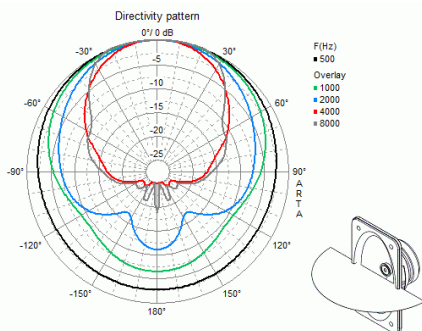 Directivity pattern
0°/ 0 dB
-30°
30°
-5
-60°
60°
-10
-15
-20
-25
-90°
90°
A
R
T
A
-120°
120°
-150°
150°
180°
F(Hz)
500
Overlay
1000
2000
4000
8000